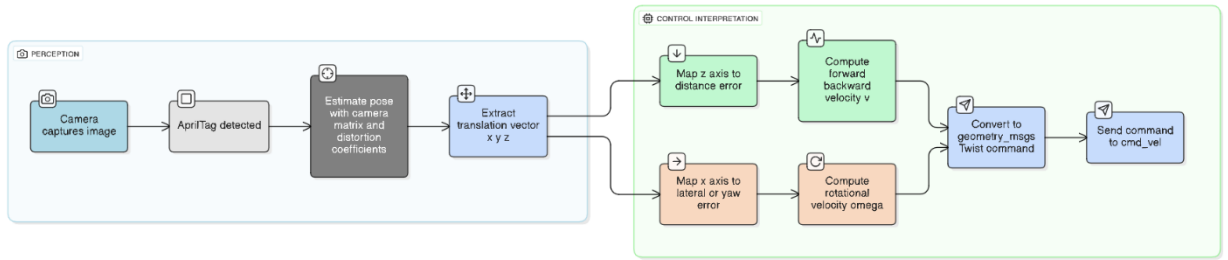 PERCEPTION
Camera
captures image
AprilTag detected
Estimate pose
with camera
matrix and
distortion
coefficients
Extract
translation vector
x y z
CONTROL INTERPRETATION
Map z axis to
distance error
Compute
forward
backward
velocity v
Map x axis to
lateral or yaw
error
Compute
rotational
velocity omega
Convert to
geometry_msgs
Twist command
Send command
to cmd_vel